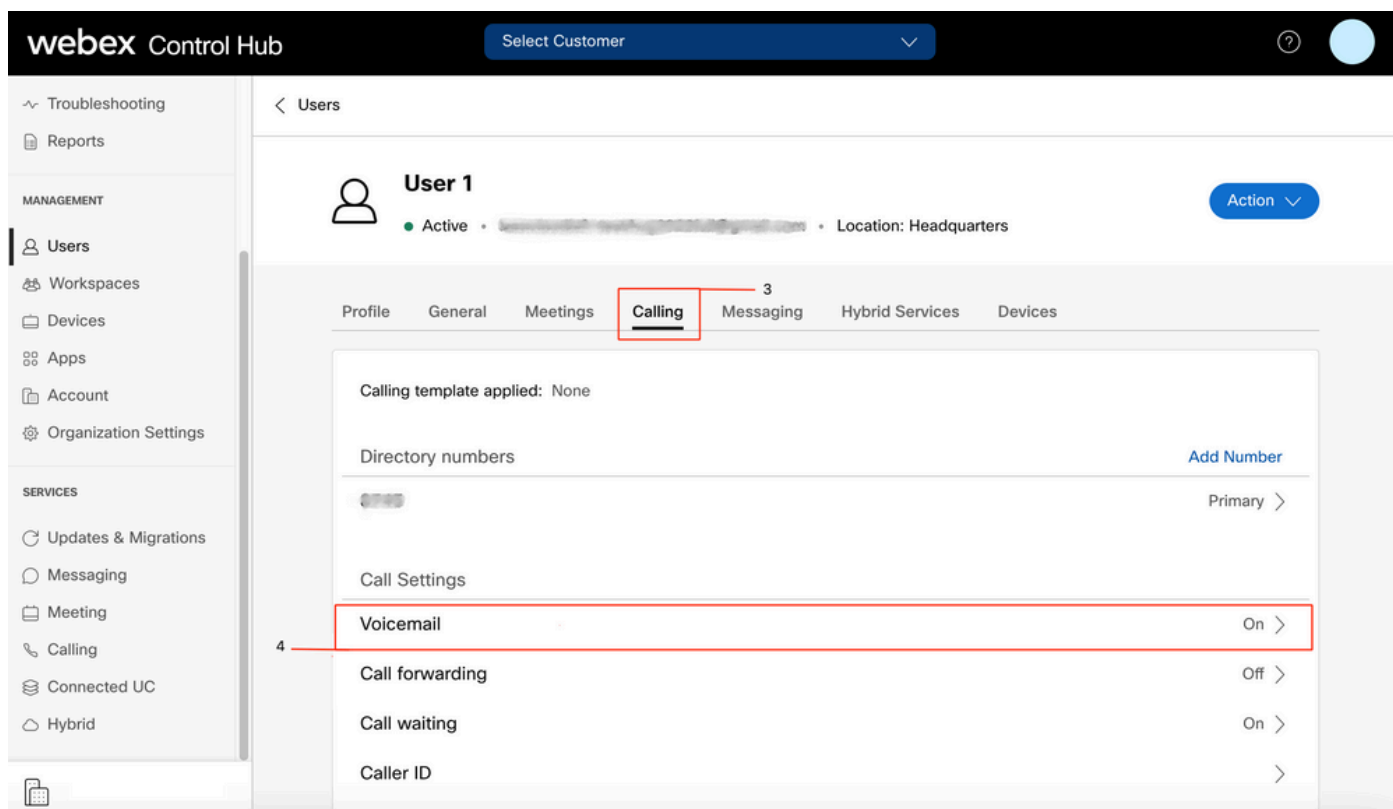 webex Control Hub
Select Customer
Troubleshooting
Reports
MANAGEMENT
Users
Workspaces
Devices
Apps
Account
Organization Settings
SERVICES
Updates & Migrations
Messaging
Meeting
Calling
Connected UC
Hybrid
Users
User 1
Active • • Location: Headquarters
Action
3
Profile General Meetings Calling Messaging Hybrid Services Devices
Calling template applied: None
Directory numbers Add Number
Primary
Call Settings
Voicemail On
4
Call forwarding Off
Call waiting On
Caller ID